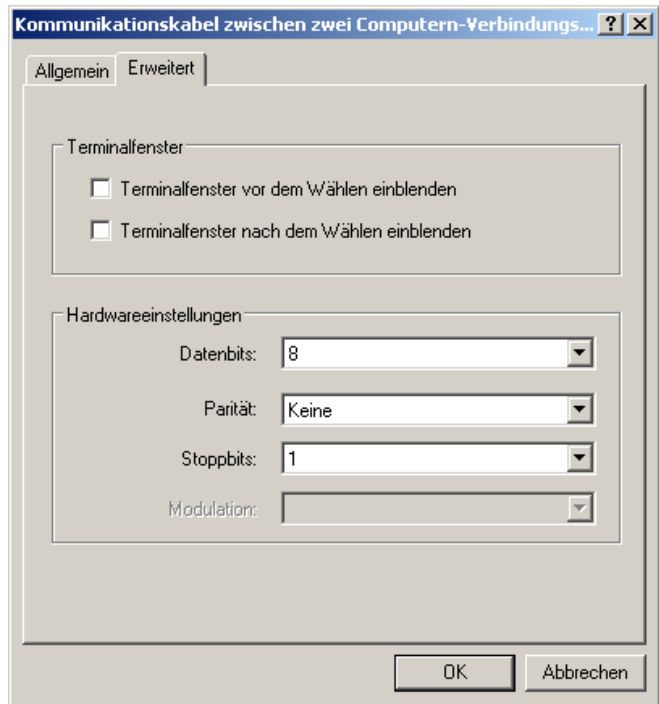 Kommunikationskabel zwischen zwei Computern-Verbindungs...
Allgemein
Erweitert
Terminalfenster
Terminalfenster vor dem Wählen einblenden
Terminalfenster nach dem Wählen einblenden
Hardwareeinstellungen
Datenbits: 8
Parität: Keine
Stoppbits: 1
Modulation:
OK
Abbrechen